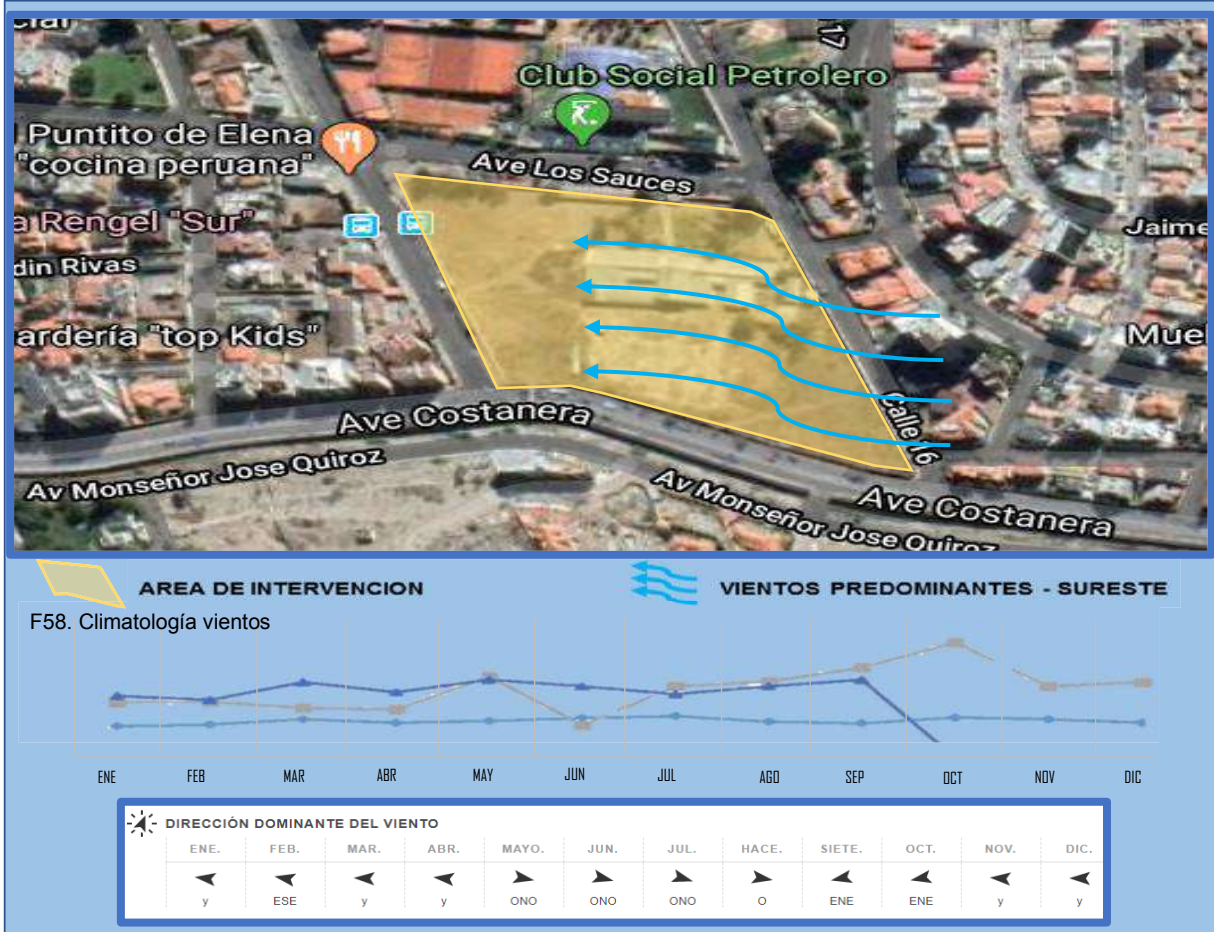 17
Club Social Petrolero
Puntito de Elena
"cocina peruana"
Ave Los Sauces
a Rengel "Sur"
din Rivas
Jaime
ardería "top Kids"
Mue
Ave Costanera
Calle 16
Av Monseñor Jose Quiroz
Av Monseñor Jose Quiroz
Ave Costanera
AREA DE INTERVENCION
VIENTOS PREDOMINANTES - SURESTE
F58. Climatología vientos
ENE FEB MAR ABR MAY JUN JUL AGO SEP OCT NOV DIC
DIRECCIÓN DOMINANTE DEL VIENTO
ENE. FEB. MAR. ABR. MAYO. JUN. JUL. HACE. SIETE. OCT. NOV. DIC.
y ESE y y ONO ONO ONO O ENE ENE y y